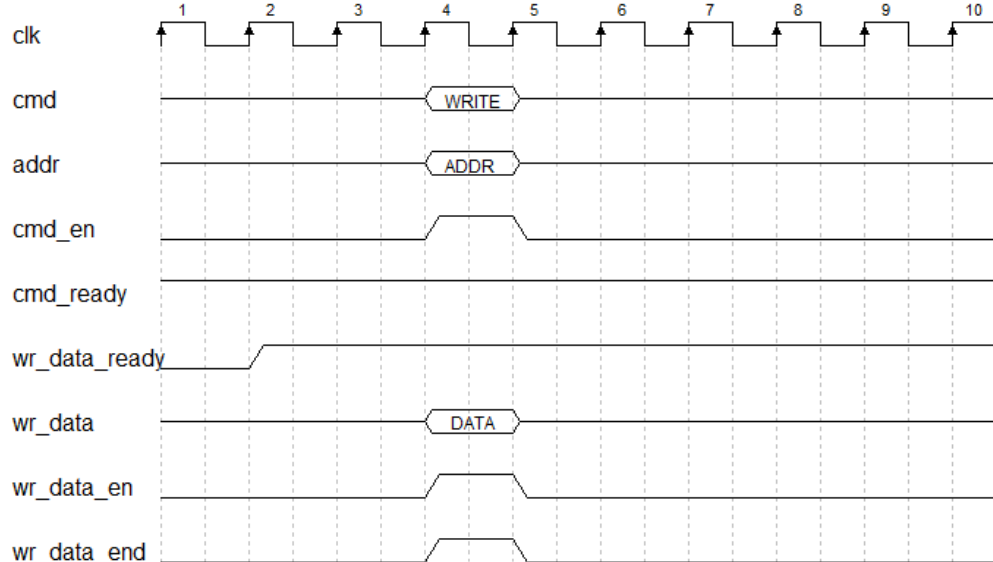 1 2 3 4 5 6 7 8 9 10
clk
cmd WRITE
addr ADDR
cmd_en
cmd_ready
wr_data_ready
wr_data DATA
wr_data_en
wr_data_end